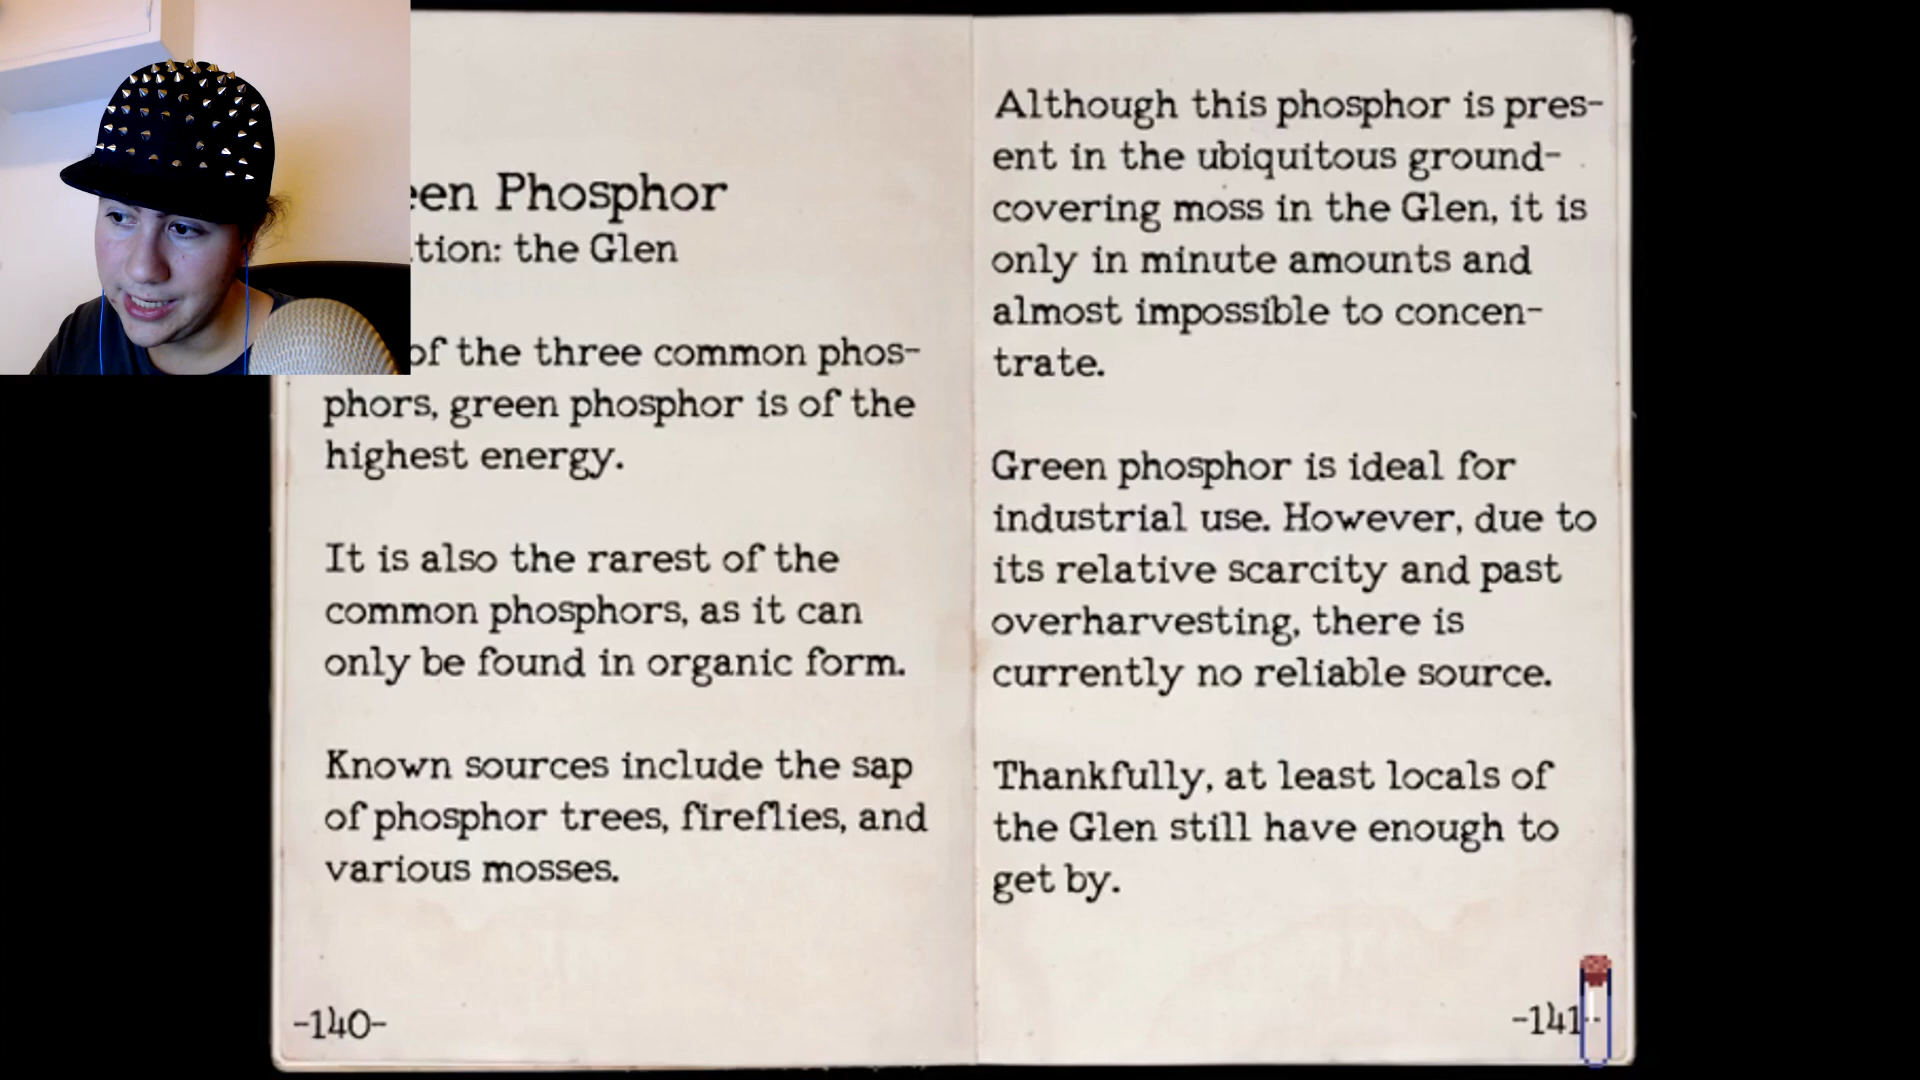 een Phosphor
tion: the Glen
of the three common phos-
phors, green phosphor is of the
highest energy.
It is also the rarest of the
common phosphors, as it can
only be found in organic form.
Known sources include the sap
of phosphor trees, fireflies, and
various mosses.
-140-
Although this phosphor is pres-
ent in the ubiquitous ground-
covering moss in the Glen, it is
only in minute amounts and
almost impossible to concen-
trate.
Green phosphor is ideal for
industrial use. However, due to
its relative scarcity and past
overharvesting, there is
currently no reliable source.
Thankfully, at least locals of
the Glen still have enough to
get by.
-141-